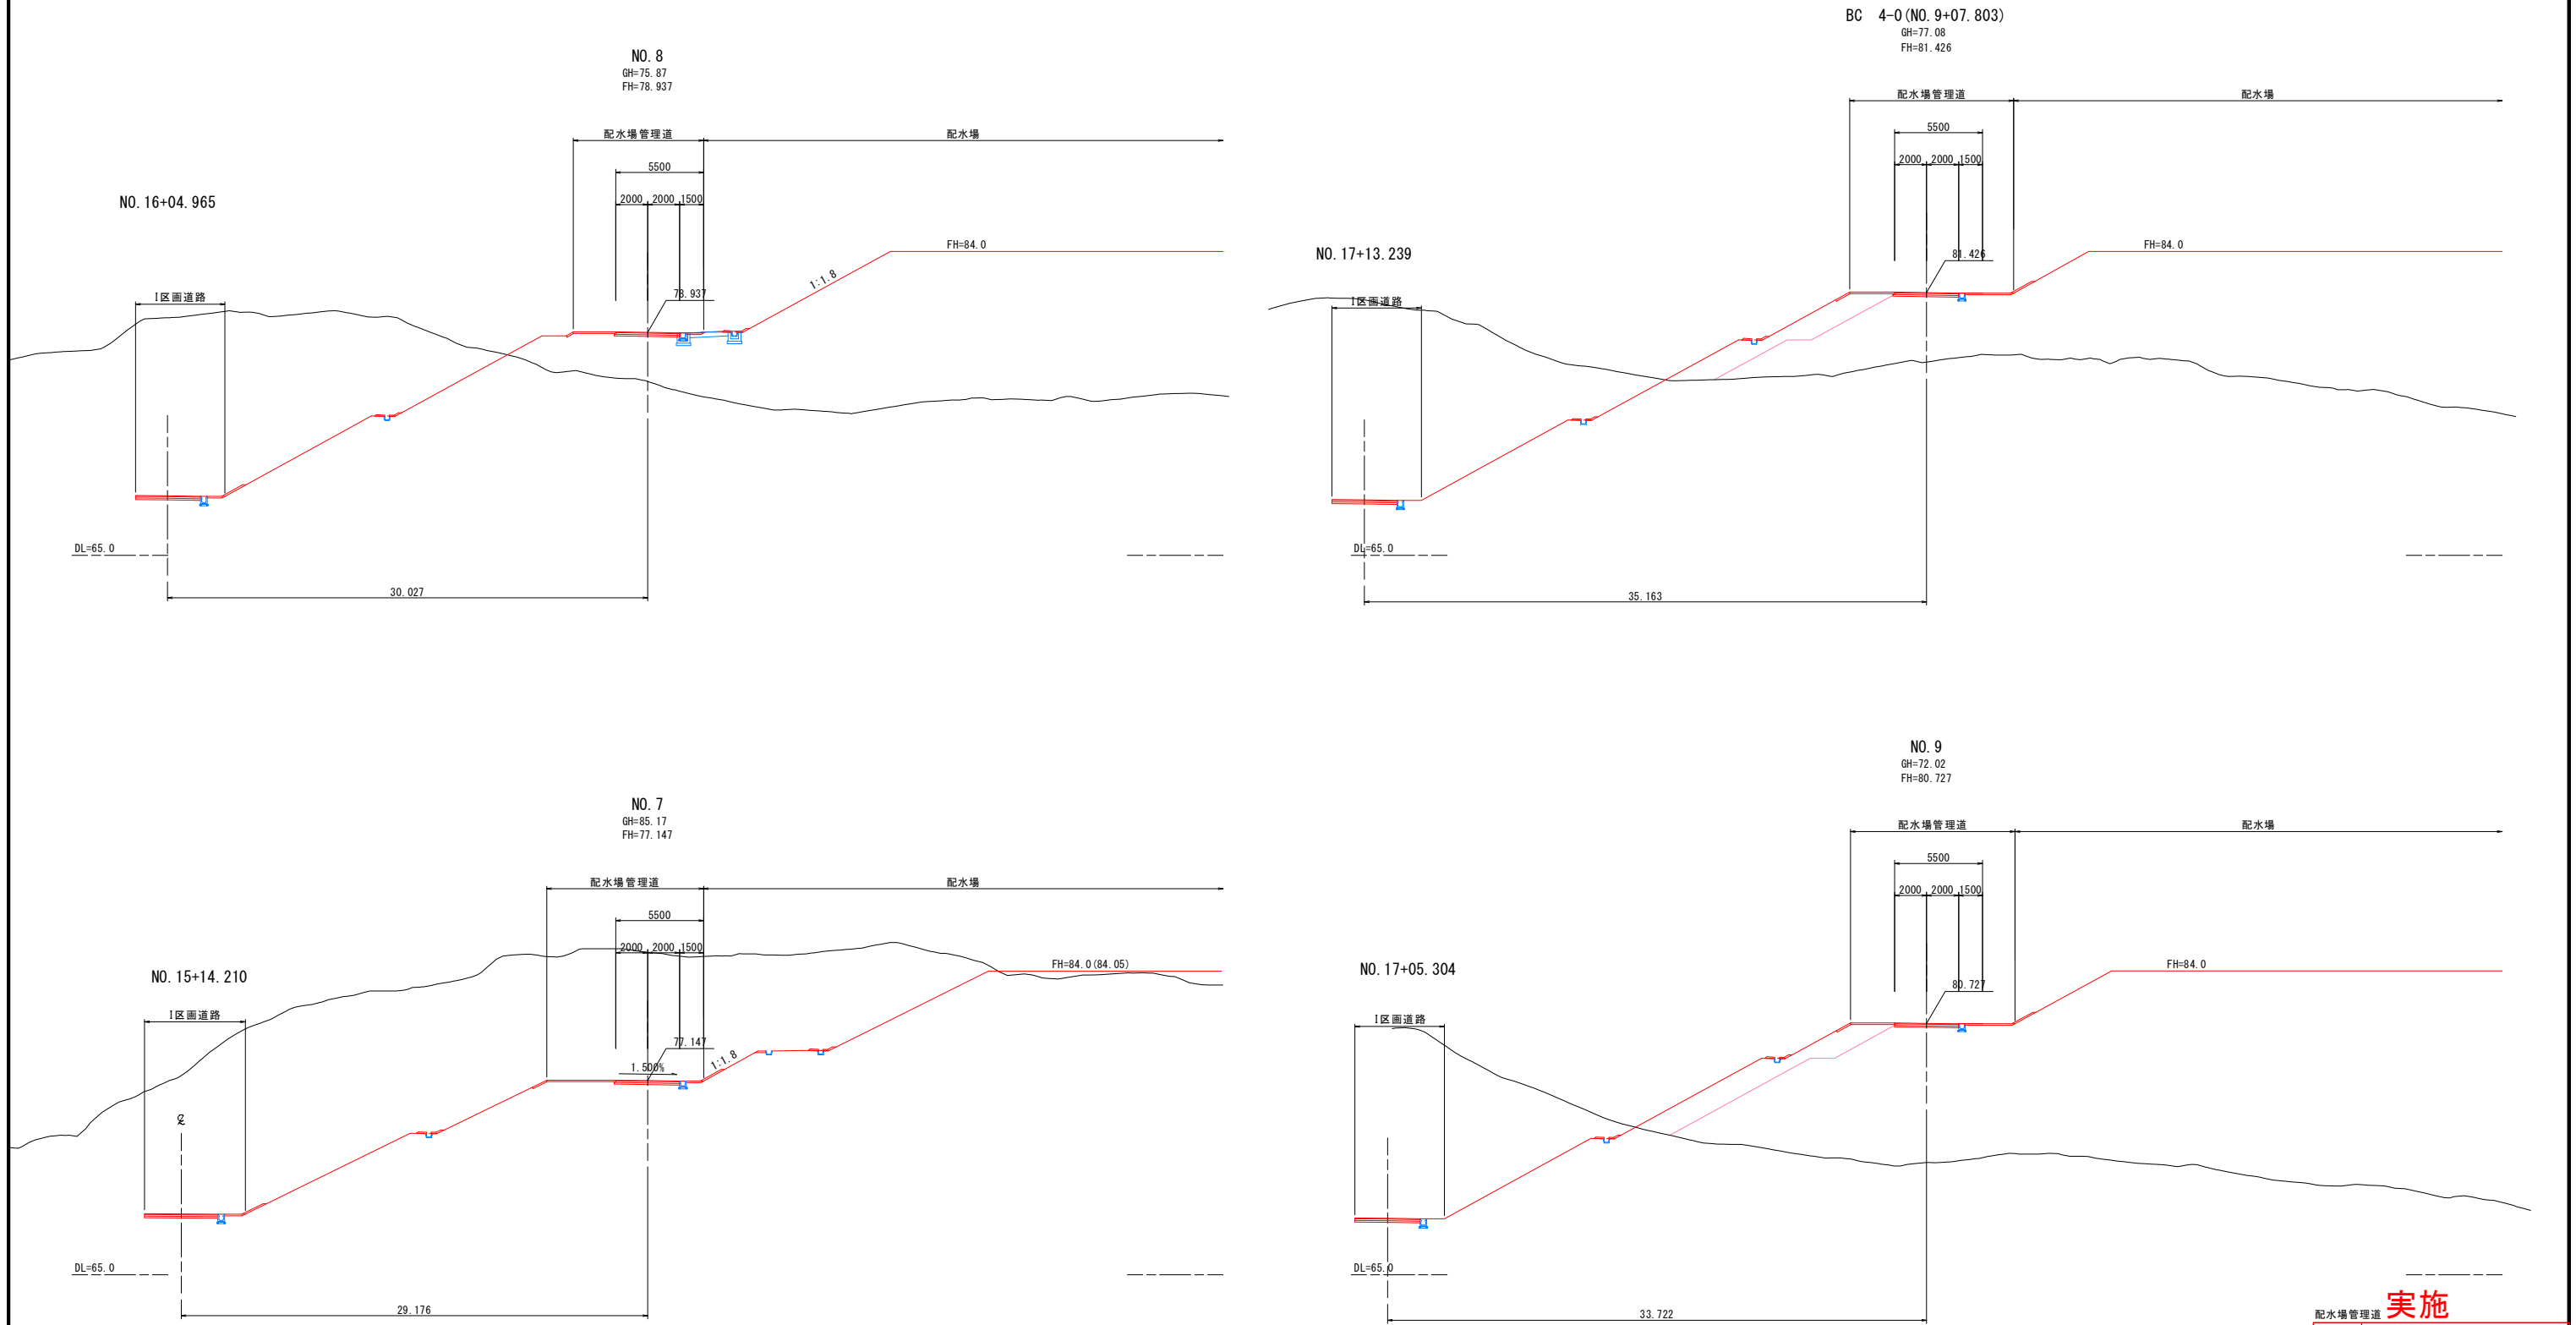 NO.8
GH=75.87
FH=78.937
配水場管理道
配水場
5500
2000 2000 1500
NO.16+04.965
FH=84.0
1:1.8
78.937
I区画道路
DL=65.0
30.027
BC 4-0(NO.9+07.803)
GH=77.08
FH=81.426
配水場管理道
配水場
5500
2000 2000 1500
NO.17+13.239
81.426
FH=84.0
I区画道路
DL=65.0
35.163
NO.7
GH=85.17
FH=77.147
配水場管理道
配水場
5500
2000 2000 1500
NO.15+14.210
FH=84.0(84.05)
I区画道路
77.147
1.500%
1:1.8
DL=65.0
29.176
NO.9
GH=72.02
FH=80.727
配水場管理道
配水場
5500
2000 2000 1500
NO.17+05.304
FH=84.0
80.727
I区画道路
DL=65.0
33.722
配水場管理道 実施